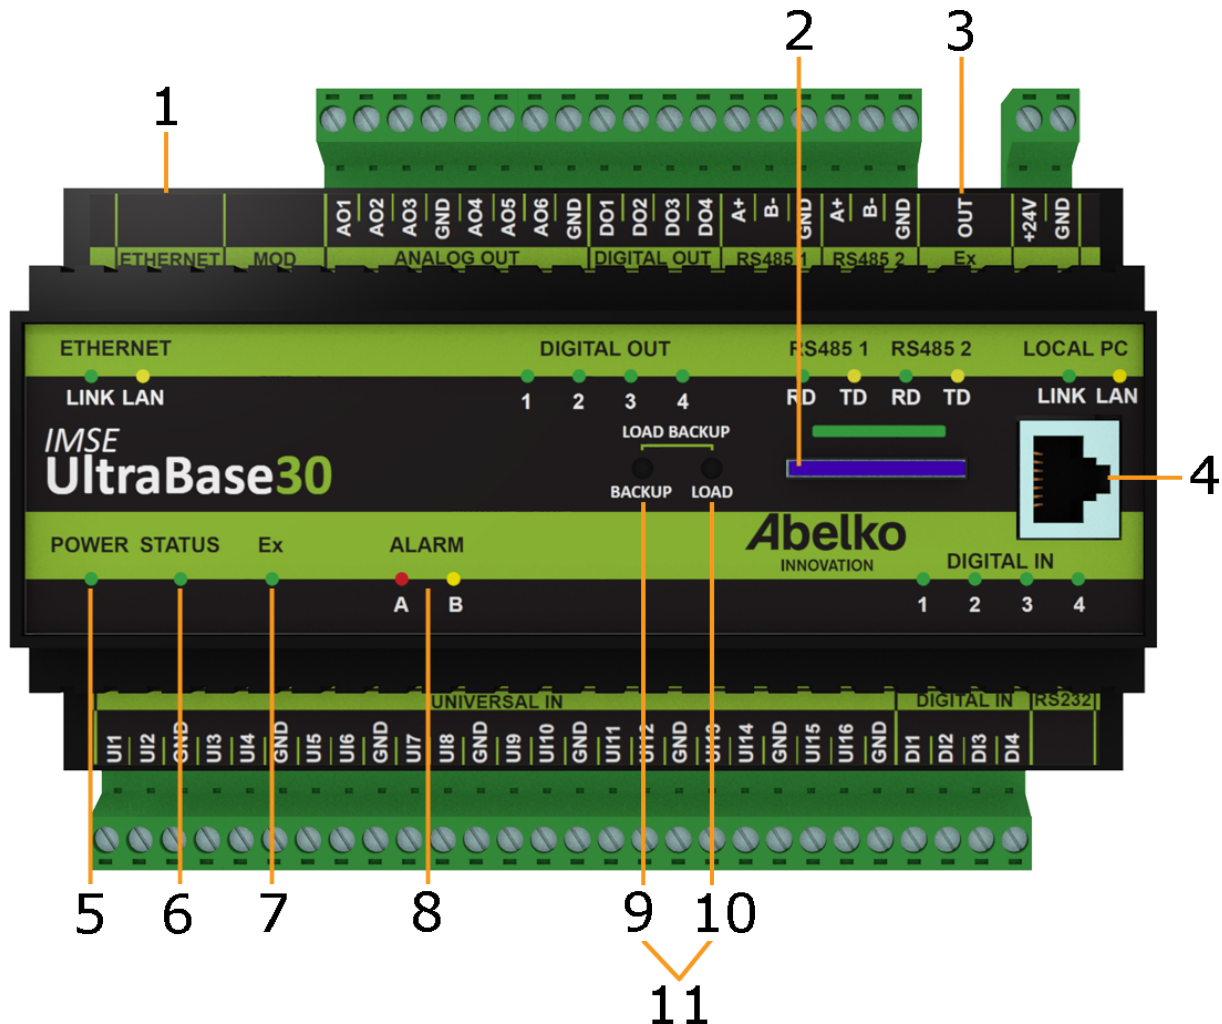 2 3
1
AO1 AO2 AO3 GND AO4 AO5 AO6 GND DO1 DO2 DO3 DO4 A+ B- GND A+ B- GND OUT +24V GND
ETHERNET MOD ANALOG OUT DIGITAL OUT RS485 1 RS485 2 Ex
ETHERNET DIGITAL OUT RS485 1 RS485 2 LOCAL PC
LINK LAN 1 2 3 4 RD TD RD TD LINK LAN
LOAD BACKUP
IMSE
UltraBase30
BACKUP LOAD
4
Abelko
INNOVATION
POWER STATUS Ex ALARM DIGITAL IN
A B 1 2 3 4
UNIVERSAL IN DIGITAL IN RS232
UI1 UI2 GND UI3 UI4 GND UI5 UI6 GND UI7 UI8 GND UI9 UI10 GND UI11 UI12 GND UI13 UI14 GND UI15 UI16 GND DI1 DI2 DI3 DI4
5 6 7 8 9 10
11